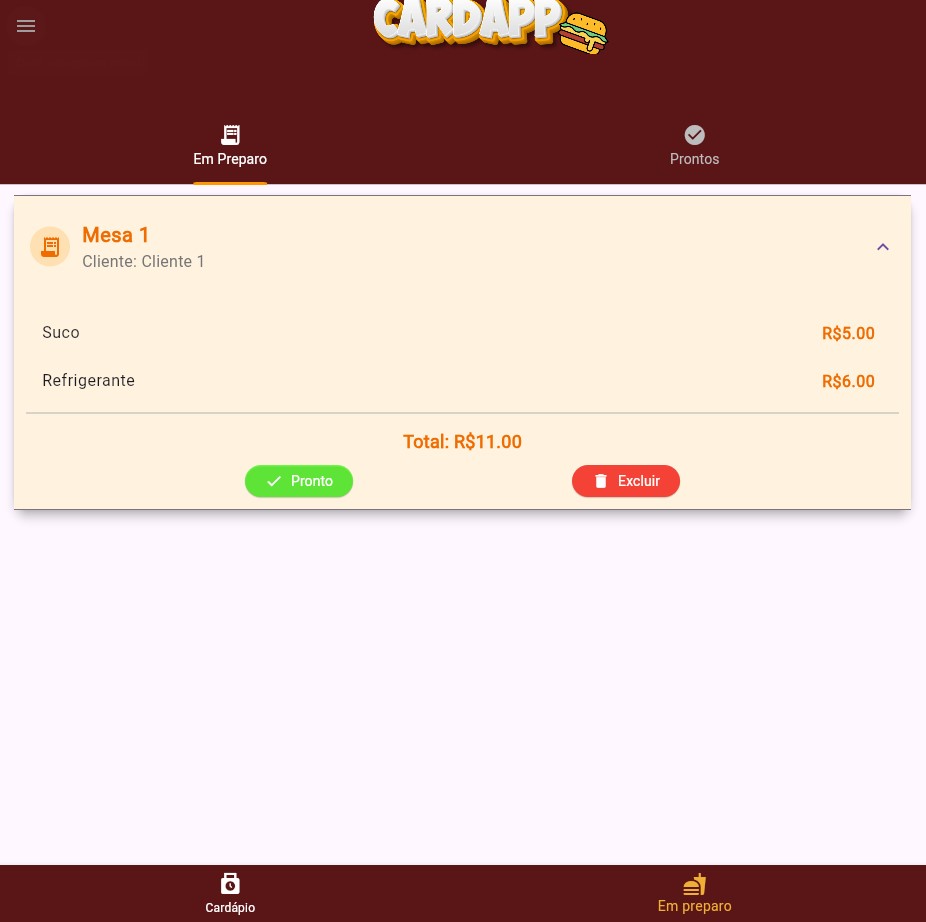 CARDAPP
Em Preparo
Prontos
Mesa 1
Cliente: Cliente 1
Suco
R$5.00
Refrigerante
R$6.00
Total: R$11.00
Pronto
Excluir
Cardápio
Em preparo